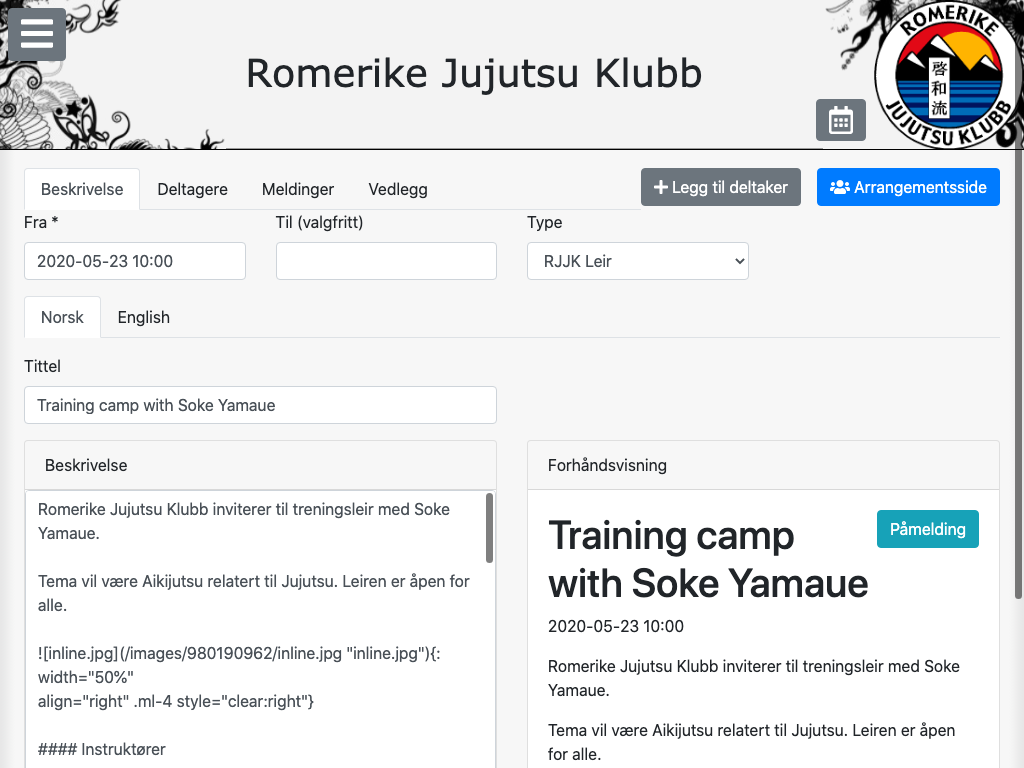 Romerike Jujutsu Klubb
ROMERIKE
啓和流
JUJUTSU KLUBB
Beskrivelse Deltagere Meldinger Vedlegg Legg til deltaker Arrangementsside
Fra * Til (valgfritt) Type
2020-05-23 10:00 RJJK Leir
Norsk English
Tittel
Training camp with Soke Yamaue
Beskrivelse
Romerike Jujutsu Klubb inviterer til treningsleir med Soke
Yamaue.
Tema vil være Aikijutsu relatert til Jujutsu. Leiren er åpen for
alle.
![inline.jpg](/images/980190962/inline.jpg "inline.jpg"){:
width="50%"
align="right" .ml-4 style="clear:right"}
#### Instruktører
Forhåndsvisning
Training camp
with Soke Yamaue
Påmelding
2020-05-23 10:00
Romerike Jujutsu Klubb inviterer til treningsleir med Soke
Yamaue.
Tema vil være Aikijutsu relatert til Jujutsu. Leiren er åpen
for alle.